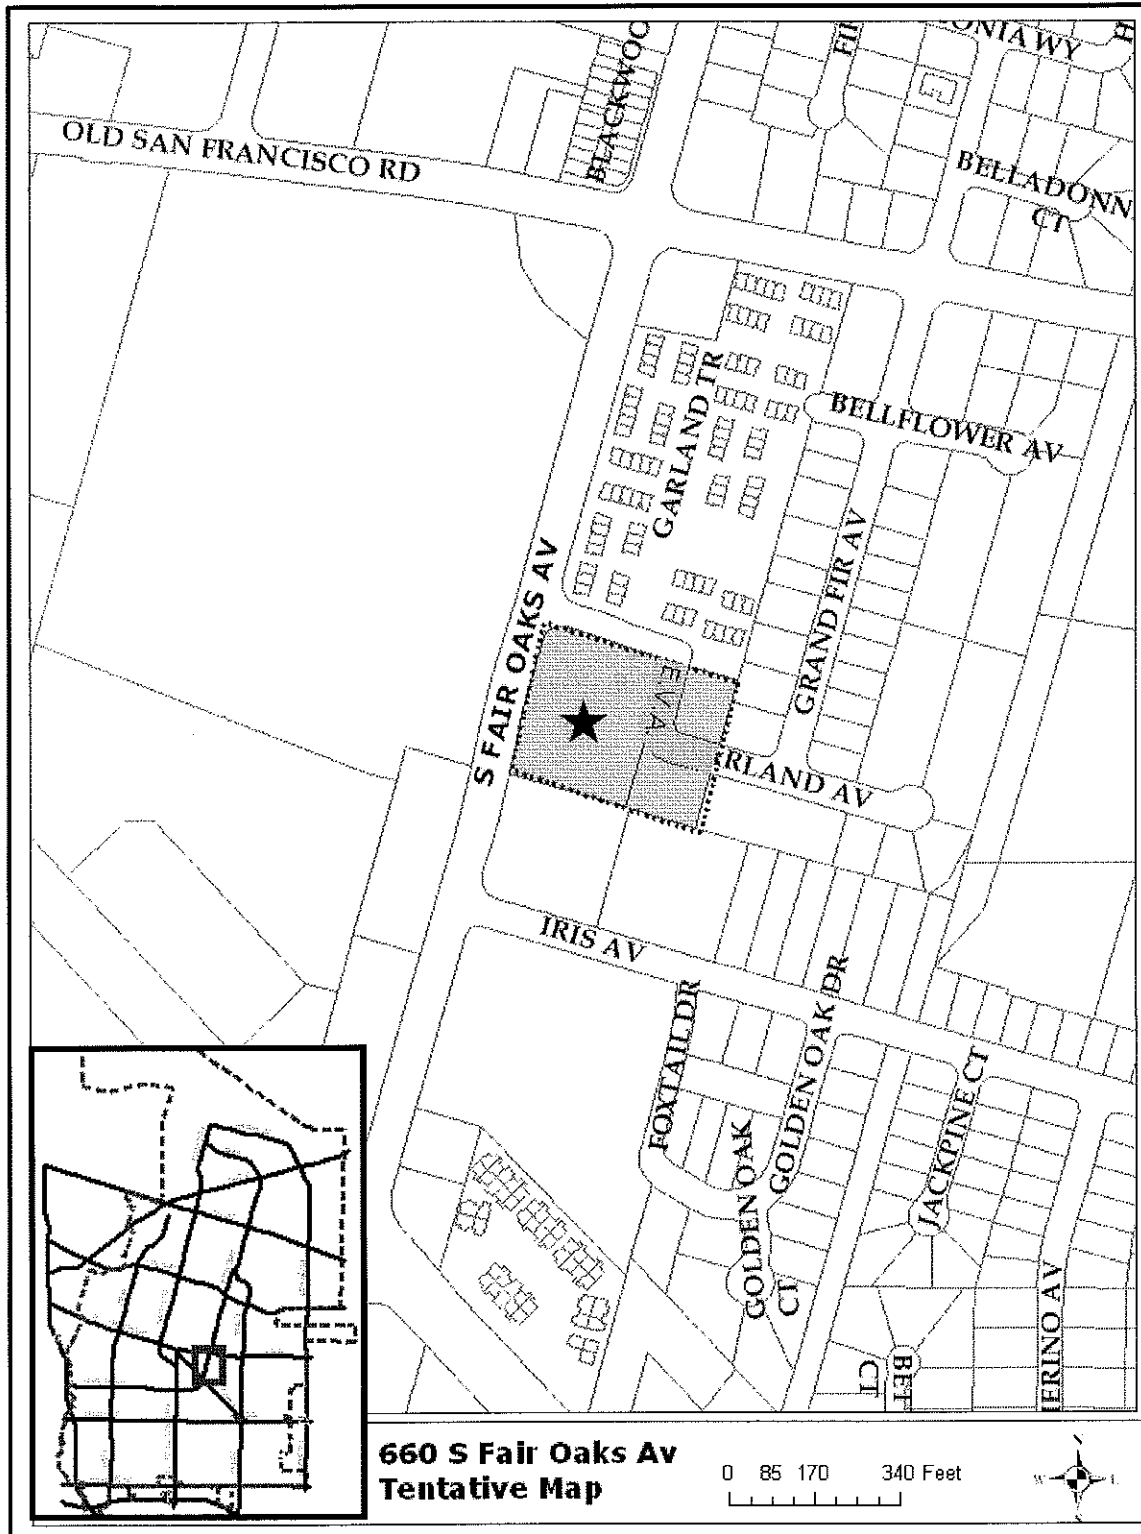 ONIA WY
BLACKWOO
OLD SAN FRANCISCO RD
BELLADONN
CT
GARLAND TR
BELLFLOWER AV
GRAND FIR AV
S FAIR OAKS AV
E V A
RLAND AV
IRIS AV
FOXTAIL DR
GOLDEN OAK DR
GOLDEN OAK
CT
JACKPINE CT
ERINO AV
BET
CT
660 S Fair Oaks Av
Tentative Map
0 85 170 340 Feet
W E